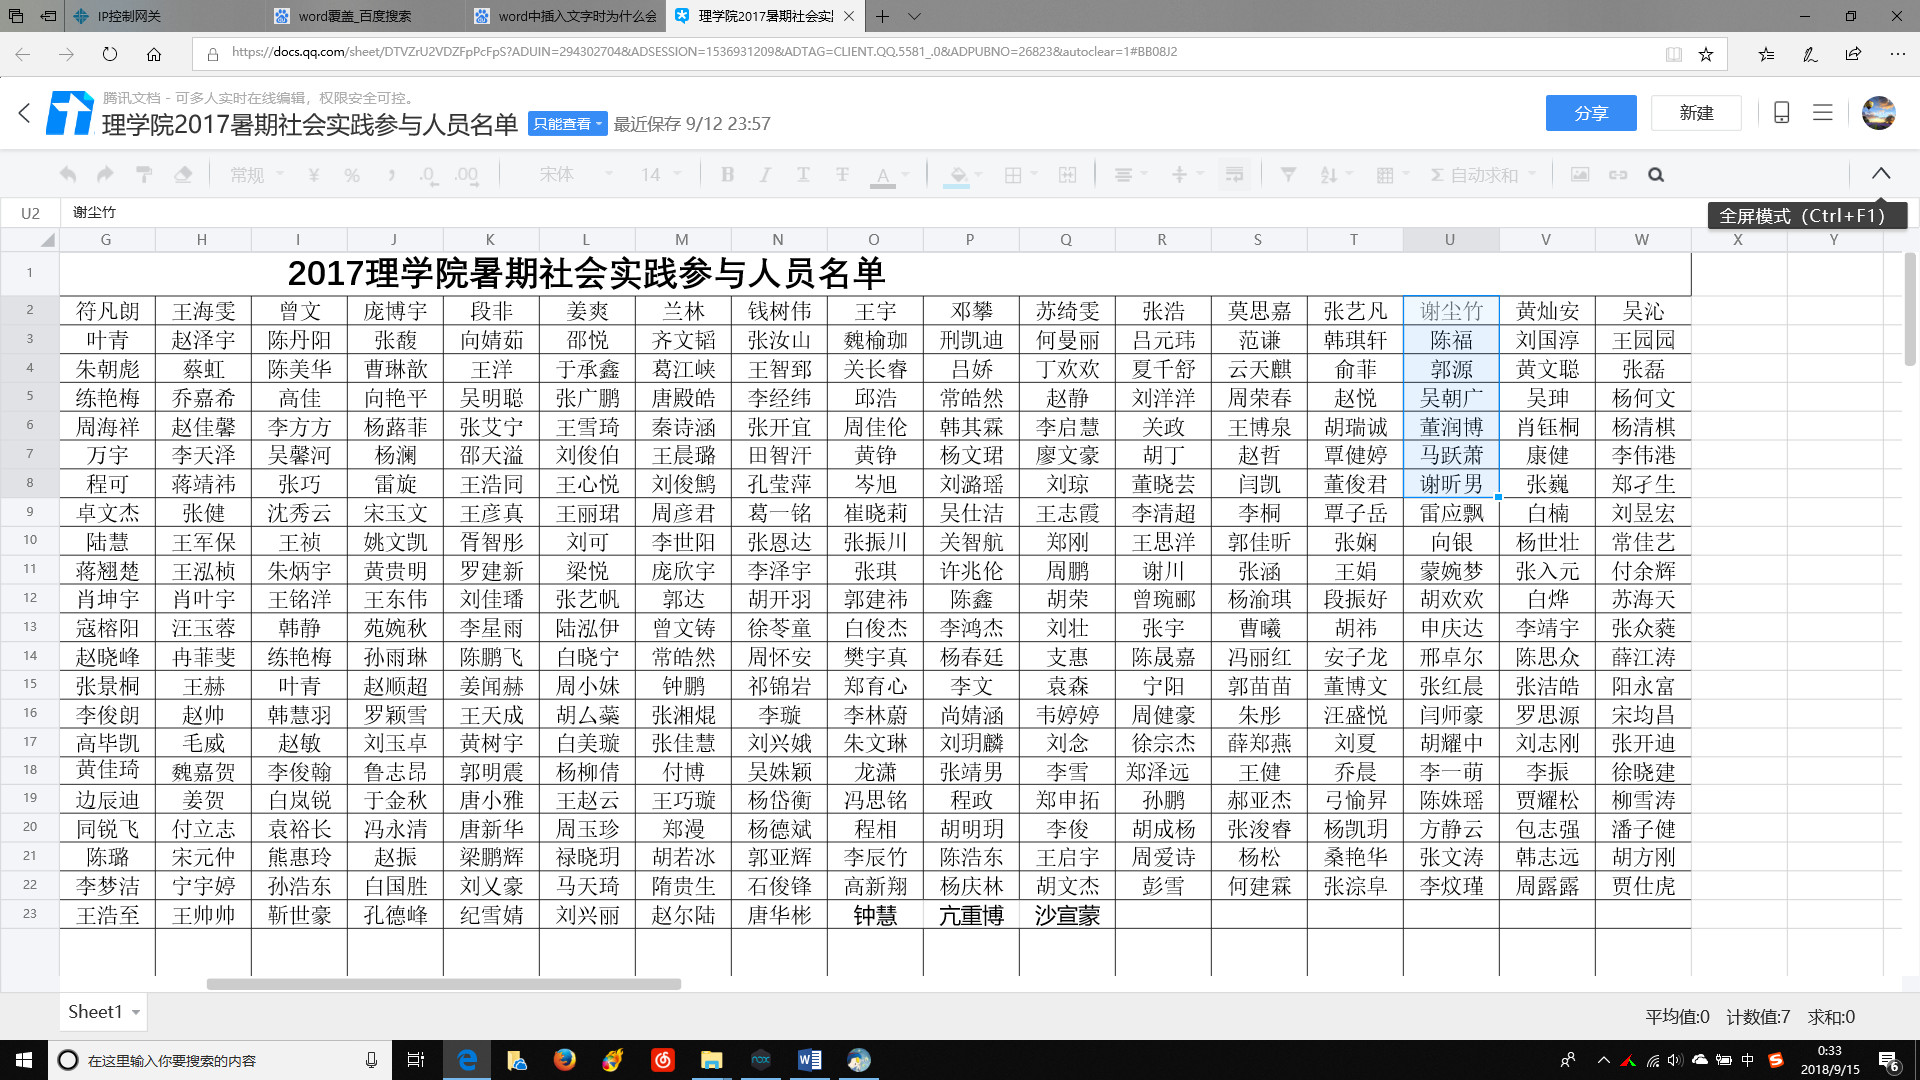 IP控制网关
word覆盖_百度搜索
word中插入文字时为什么会
理学院2017暑期社会实
https://docs.qq.com/sheet/DTVZrU2VDZFpPcFpS?ADUIN=294302704&ADSESSION=1536931209&ADTAG=CLIENT.QQ.5581_.0&ADPUBNO=26823&autoclear=1#BB08J2
腾讯文档 - 可多人实时在线编辑，权限安全可控。
理学院2017暑期社会实践参与人员名单 只能查看 最近保存 9/12 23:57
分享 新建
常规 ¥ % , .0 .00 宋体 14 B I T T A Σ 自动求和
U2 谢尘竹
全屏模式（Ctrl+F1）
G H I J K L M N O P Q R S T U V W X Y
1 2017理学院暑期社会实践参与人员名单
2 符凡朗 王海雯 曾文 庞博宇 段非 姜爽 兰林 钱树伟 王宇 邓攀 苏绮雯 张浩 莫思嘉 张艺凡 谢尘竹 黄灿安 吴沁
3 叶青 赵泽宇 陈丹阳 张馥 向婧茹 邵悦 齐文韬 张汝山 魏榆珈 刑凯迪 何曼丽 吕元玮 范谦 韩琪轩 陈福 刘国淳 王园园
4 朱朝彪 蔡虹 陈美华 曹琳歆 王洋 于承鑫 葛江峡 王智郅 关长睿 吕娇 丁欢欢 夏千舒 云天麒 俞菲 郭源 黄文聪 张磊
5 练艳梅 乔嘉希 高佳 向艳平 吴明聪 张广鹏 唐殿皓 李经纬 邱浩 常皓然 赵静 刘洋洋 周荣春 赵悦 吴朝广 吴珅 杨何文
6 周海祥 赵佳馨 李方方 杨蕗菲 张艾宁 王雪琦 秦诗涵 张开宜 周佳伦 韩其霖 李启慧 关政 王博泉 胡瑞诚 董润博 肖钰桐 杨清棋
7 万宇 李天泽 吴馨河 杨澜 邵天溢 刘俊伯 王晨璐 田智汗 黄铮 杨文珺 廖文豪 胡丁 赵哲 覃健婷 马跃萧 康健 李伟港
8 程可 蒋靖祎 张巧 雷旋 王浩同 王心悦 刘俊鹪 孔莹萍 岑旭 刘潞瑶 刘琼 董晓芸 闫凯 董俊君 谢昕男 张巍 郑孑生
9 卓文杰 张健 沈秀云 宋玉文 王彦真 王丽珺 周彦君 葛一铭 崔晓莉 吴仕洁 王志霞 李清超 李桐 覃子岳 雷应飘 白楠 刘昱宏
10 陆慧 王军保 王祯 姚文凯 胥智彤 刘可 李世阳 张恩达 张振川 关智航 郑刚 王思洋 郭佳昕 张娴 向银 杨世壮 常佳艺
11 蒋翘楚 王泓桢 朱炳宇 黄贵明 罗建新 梁悦 庞欣宇 李泽宇 张琪 许兆伦 周鹏 谢川 张涵 王娟 蒙婉梦 张入元 付余辉
12 肖坤宇 肖叶宇 王铭洋 王东伟 刘佳璠 张艺帆 郭达 胡开羽 郭建祎 陈鑫 胡荣 曾琬郦 杨渝琪 段振好 胡欢欢 白烨 苏海天
13 寇榕阳 汪玉蓉 韩静 苑婉秋 李星雨 陆泓伊 曾文铸 徐苓童 白俊杰 李鸿杰 刘壮 张宇 曹曦 胡祎 申庆达 李靖宇 张众蕤
14 赵晓峰 冉菲斐 练艳梅 孙雨琳 陈鹏飞 白晓宁 常皓然 周怀安 樊宇真 杨春廷 支惠 陈晟嘉 冯丽红 安子龙 邢卓尔 陈思众 薛江涛
15 张景桐 王赫 叶青 赵顺超 姜闻赫 周小妹 钟鹏 祁锦岩 郑育心 李文 袁森 宁阳 郭苗苗 董博文 张红晨 张洁皓 阳永富
16 李俊朗 赵帅 韩慧羽 罗颖雪 王天成 胡厶蘂 张湘焜 李璇 李林蔚 尚婧涵 韦婷婷 周健豪 朱彤 汪盛悦 闫师豪 罗思源 宋均昌
17 高毕凯 毛威 赵敏 刘玉卓 黄树宇 白美璇 张佳慧 刘兴娥 朱文琳 刘玥麟 刘念 徐宗杰 薛郑燕 刘夏 胡耀中 刘志刚 张开迪
18 黄佳琦 魏嘉贺 李俊翰 鲁志昂 郭明震 杨柳倩 付博 吴姝颖 龙潇 张靖男 李雪 郑泽远 王健 乔晨 李一萌 李振 徐晓建
19 边辰迪 姜贺 白岚锐 于金秋 唐小雅 王赵云 王巧璇 杨岱衡 冯思铭 程政 郑申拓 孙鹏 郝亚杰 弓愉昇 陈姝瑶 贾耀松 柳雪涛
20 同锐飞 付立志 袁裕长 冯永清 唐新华 周玉珍 郑漫 杨德斌 程相 胡明玥 李俊 胡成杨 张浚睿 杨凯玥 方静云 包志强 潘子健
21 陈璐 宋元仲 熊惠玲 赵振 梁鹏辉 禄晓玥 胡若冰 郭亚辉 李辰竹 陈浩东 王启宇 周爱诗 杨松 桑艳华 张文涛 韩志远 胡方刚
22 李梦洁 宁宇婷 孙浩东 白国胜 刘乂豪 马天琦 隋贵生 石俊锋 高新翔 杨庆林 胡文杰 彭雪 何建霖 张淙阜 李炆瑾 周露露 贾仕虎
23 王浩至 王帅帅 靳世豪 孔德峰 纪雪婧 刘兴丽 赵尔陆 唐华彬 钟慧 亢重博 沙宣蒙
Sheet1
平均值:0 计数值:7 求和:0
在这里输入你要搜索的内容
中
0:33
2018/9/15
6